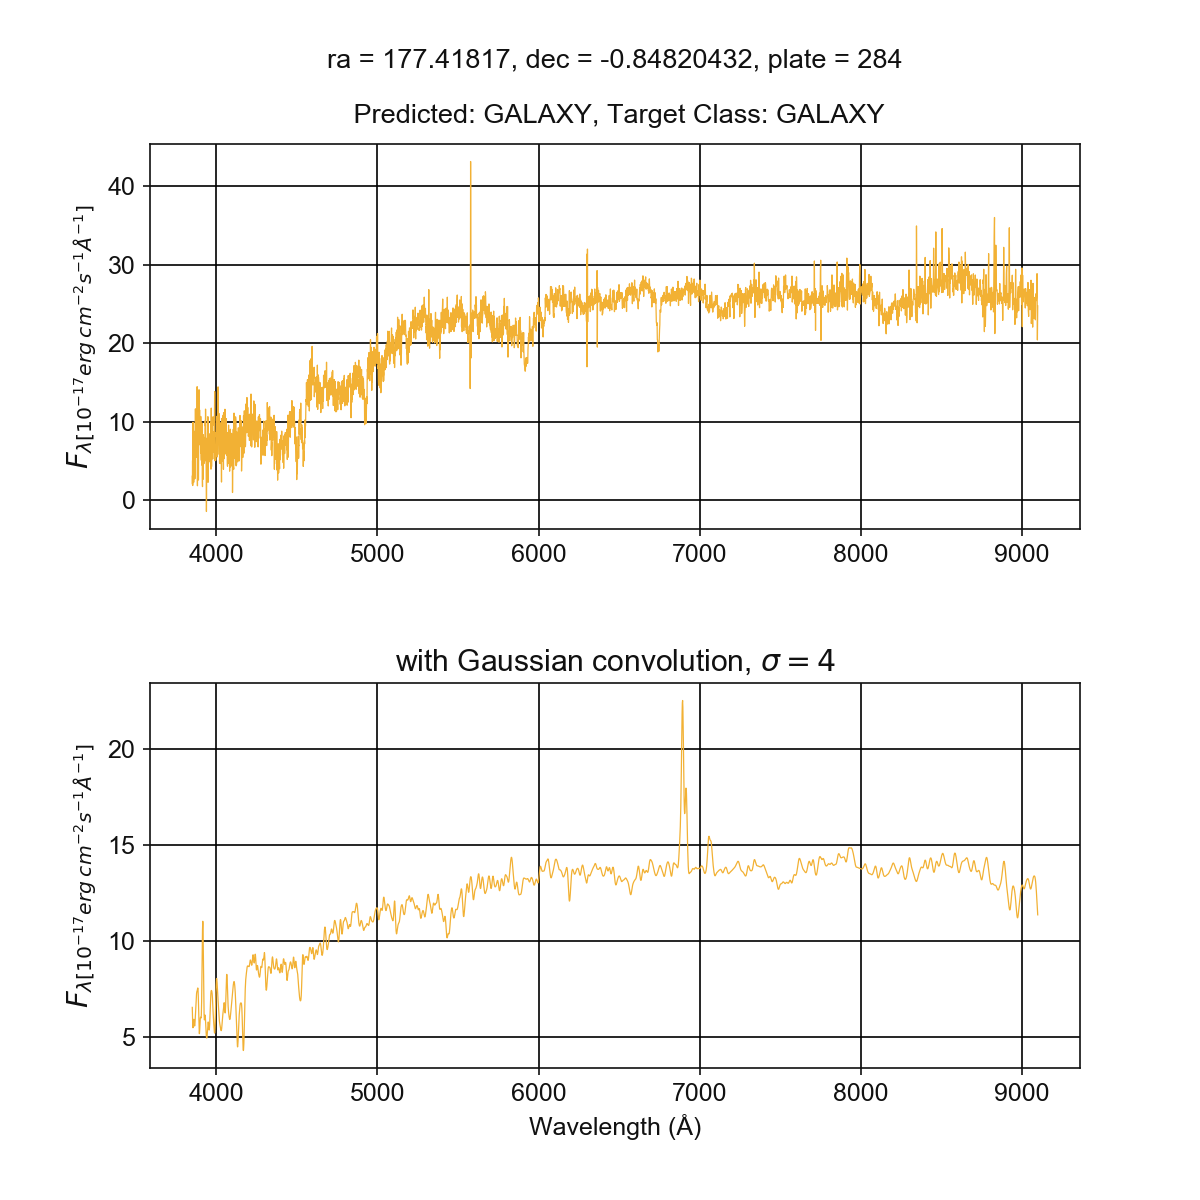 ra = 177.41817, dec = -0.84820432, plate = 284
Predicted: GALAXY, Target Class: GALAXY
40
30
20
10
0
F_λ[10⁻¹⁷ erg cm⁻² s⁻¹ Å⁻¹]
4000 5000 6000 7000 8000 9000
with Gaussian convolution, σ = 4
20
15
10
5
F_λ[10⁻¹⁷ erg cm⁻² s⁻¹ Å⁻¹]
4000 5000 6000 7000 8000 9000
Wavelength (Å)